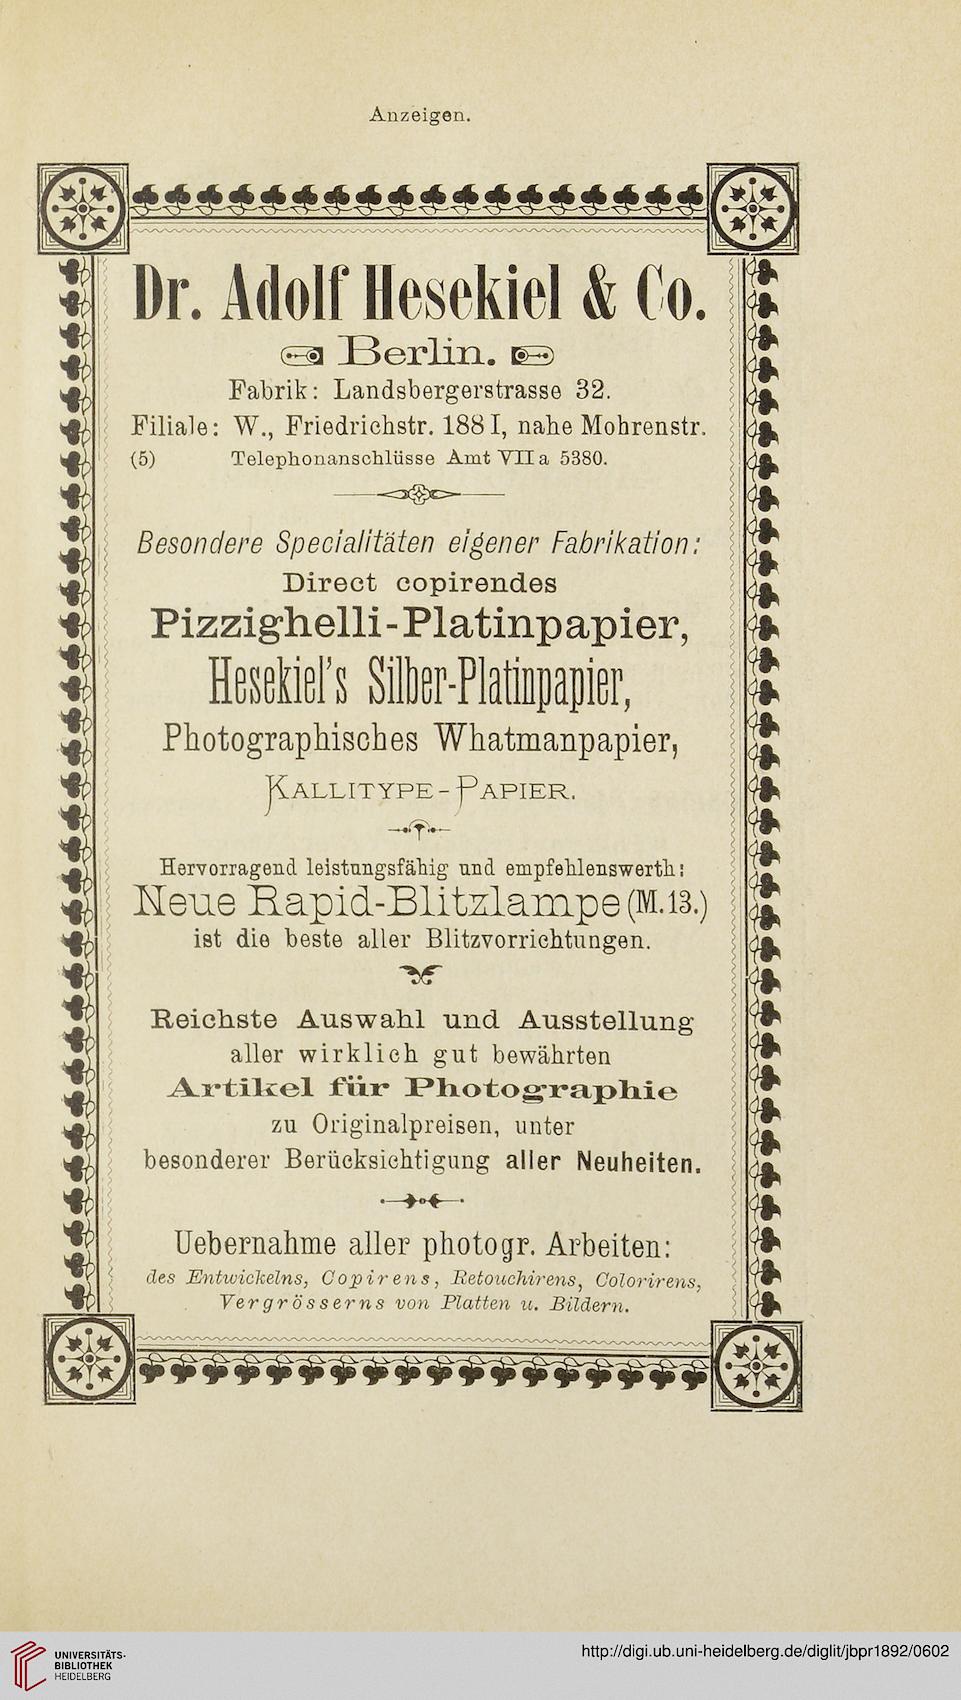 Anzeigen.
Dr. Adolf Hesekiel & Co.
Berlin.
Fabrik: Landsbergerstrasse 32.
Filiale: W., Friedrichstr. 188 I, nahe Mohrenstr.
(5) Telephonanschlüsse Amt VII a 5380.
Besondere Specialitäten eigener Fabrikation:
Direct copirendes
Pizzighelli-Platinpapier,
Hesekiel's Silber-Platinpapier,
Photographisches Whatmanpapier,
KALLITYPE-PAPIER.
Hervorragend leistungsfähig und empfehlenswerth:
Neue Rapid-Blitzlampe (M. 13.)
ist die beste aller Blitzvorrichtungen.
Reichste Auswahl und Ausstellung
aller wirklich gut bewährten
Artikel für Photographie
zu Originalpreisen, unter
besonderer Berücksichtigung aller Neuheiten.
Uebernahme aller photogr. Arbeiten:
des Entwickelns, Copirens, Retouchirens, Colorirens,
Vergrösserns von Platten u. Bildern.
UNIVERSITÄTS-
BIBLIOTHEK
HEIDELBERG
http://digi.ub.uni-heidelberg.de/diglit/jbpr1892/0602